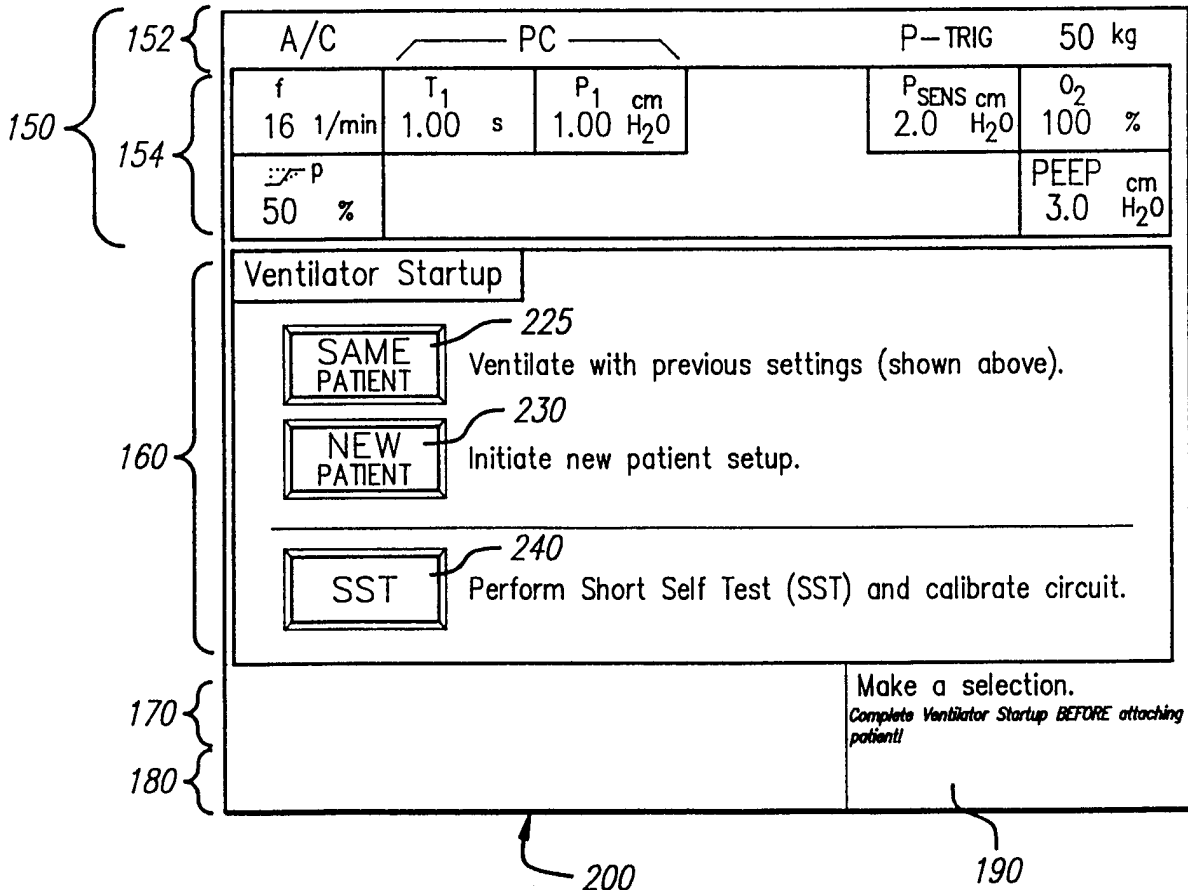 152 A/C PC P-TRIG 50 kg
150
154
f T1 P1 cm PSENS cm O2
16 1/min 1.00 s 1.00 H2O 2.0 H2O 100 %
p PEEP cm
50 % 3.0 H2O
160
Ventilator Startup
225
SAME
PATIENT
Ventilate with previous settings (shown above).
230
NEW
PATIENT
Initiate new patient setup.
240
SST
Perform Short Self Test (SST) and calibrate circuit.
170
Make a selection.
Complete Ventilator Startup BEFORE attaching
patient!
180
200
190